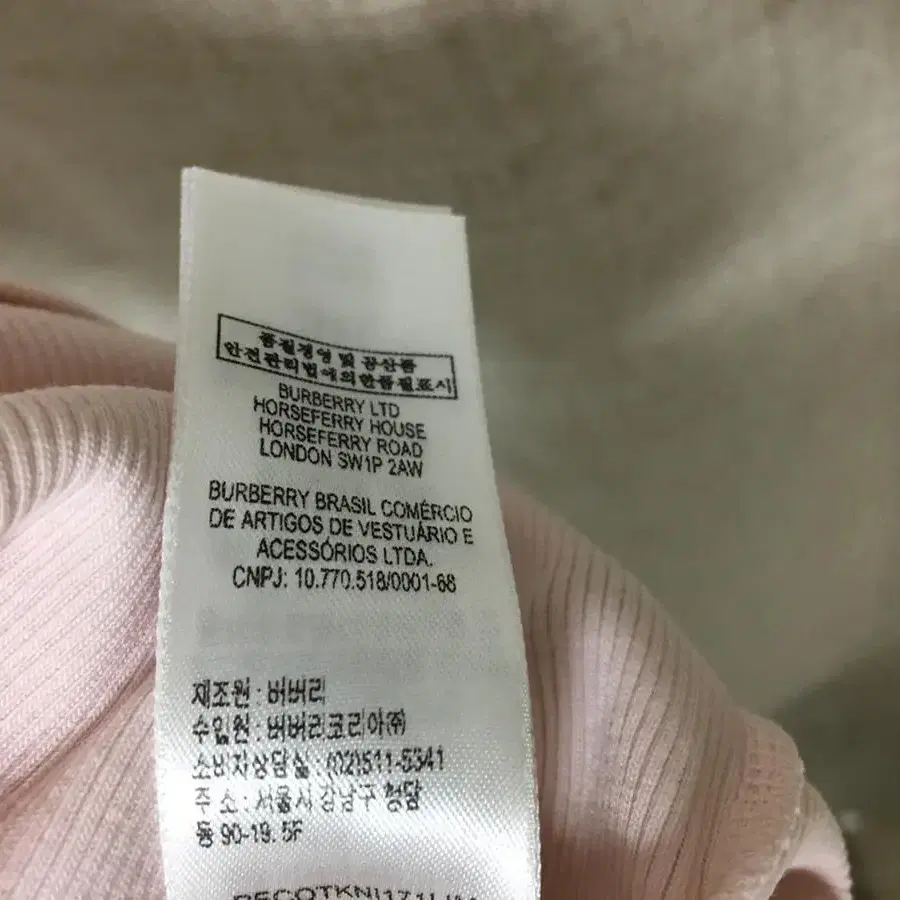 품질경영 및 공산품
안전관리법에의한품질표시
BURBERRY LTD
HORSEFERRY HOUSE
HORSEFERRY ROAD
LONDON SW1P 2AW
BURBERRY BRASIL COMÉRCIO
DE ARTIGOS DE VESTUÁRIO E
ACESSÓRIOS LTDA.
CNPJ: 10.770.518/0001-68
제조원 : 버버리
수입원 : 버버리코리아㈜
소비자상담실 : (02)511-5541
주 소 : 서울시 강남구 청담
동 90-19. 5F